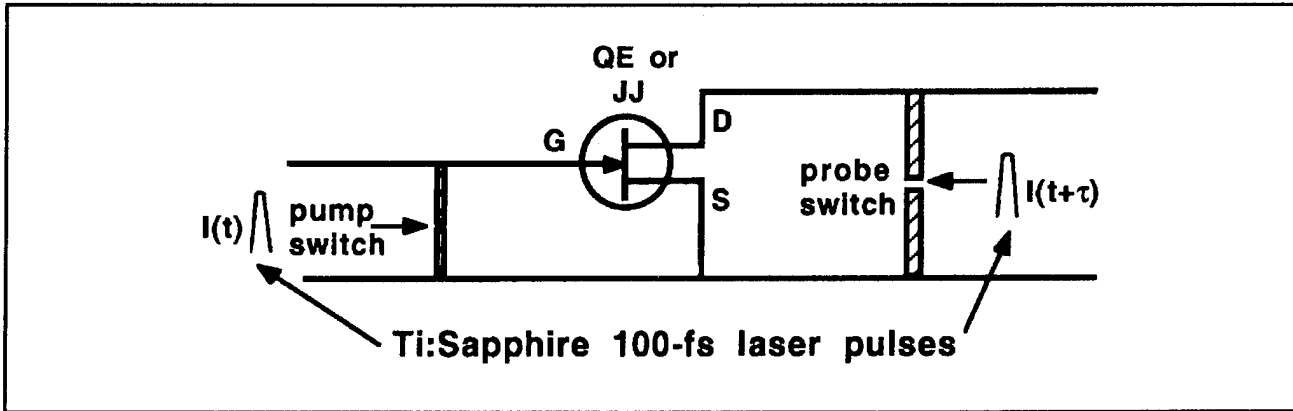 QE or
JJ
G
D
S
I(t)
pump
switch
probe
switch
I(t+τ)
Ti:Sapphire 100-fs laser pulses